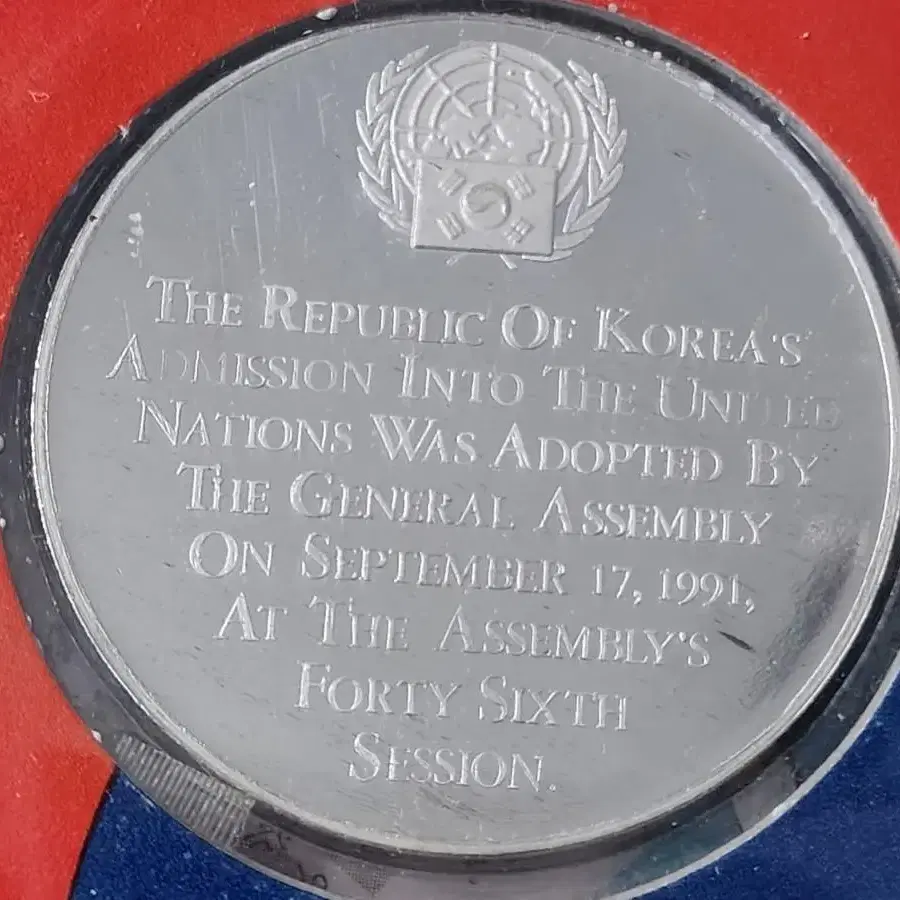 THE REPUBLIC OF KOREA'S
ADMISSION INTO THE UNITED
NATIONS WAS ADOPTED BY
THE GENERAL ASSEMBLY
ON SEPTEMBER 17, 1991,
AT THE ASSEMBLY'S
FORTY SIXTH
SESSION.